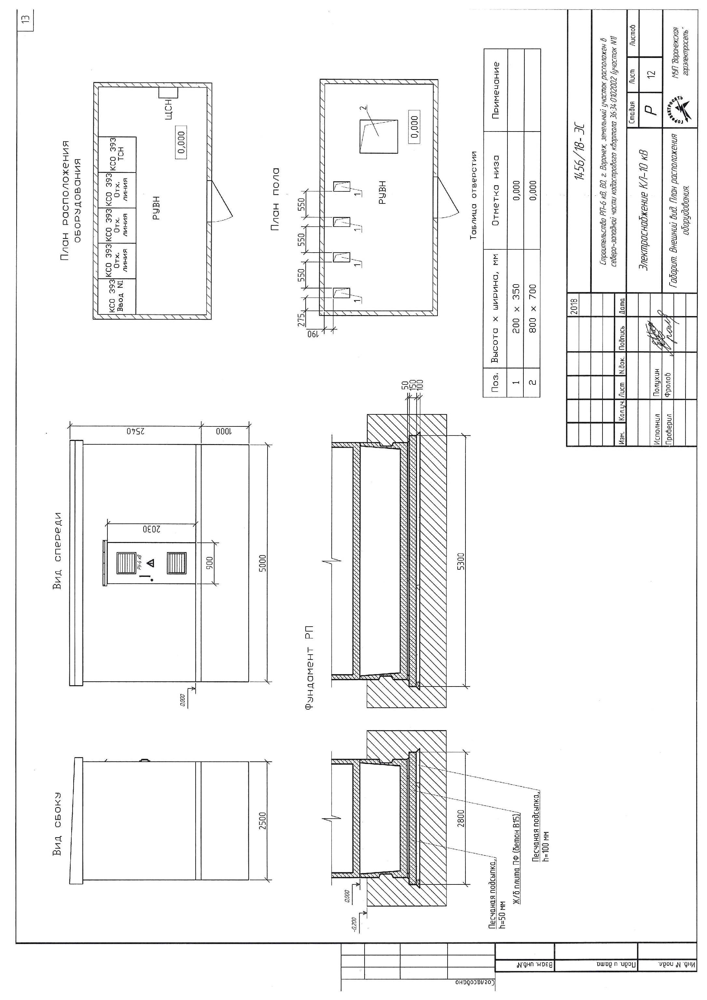 13
Вид сбоку
2500
Вид спереди
0,000
РУ-6 кВ
2030
900
5000
2540
1000
План расположения
оборудования
КСО 393
Ввод N1
КСО 393
Отх.
линия
КСО 393
Отх.
линия
КСО 393
Отх.
линия
КСО 393
ТСН
ЩСН
РУВН
0,000
Фундамент РП
-0,200
0,000
2800
Песчаная подсыпка,
h=50 мм
Ж/б плита ПФ (бетон В15)
Песчаная подсыпка,
h=100 мм
5300
50
150
100
План пола
190
275
550
550
550
1
1
1
1
2
РУВН
0,000
Таблица отверстий
Поз. Высота x ширина, мм Отметка низа Примечание
1 200 x 350 0,000
2 800 x 700 0,000
2018
1456/18- ЭС
Строительство РП-6 кВ, ВО, г. Воронеж, земельный участок расположен в
северо-западной части кадастрового квартала 36:34:0102002 (участок N1)
Изм. Кол.уч. Лист N.док. Подпись Дата
Электроснабжение КЛ-10 кВ
Стадия Лист Листов
Р 12
Исполнил Полухин
Проверил Фролов
Габарит. Внешний вид. План расположения
оборудования.
ГОРЭЛЕКТРОСЕТЬ
МУП "Воронежская
горэлектросеть"
Согласовано
Взам. инв.№
Подп. и дата
Инв. № подл.